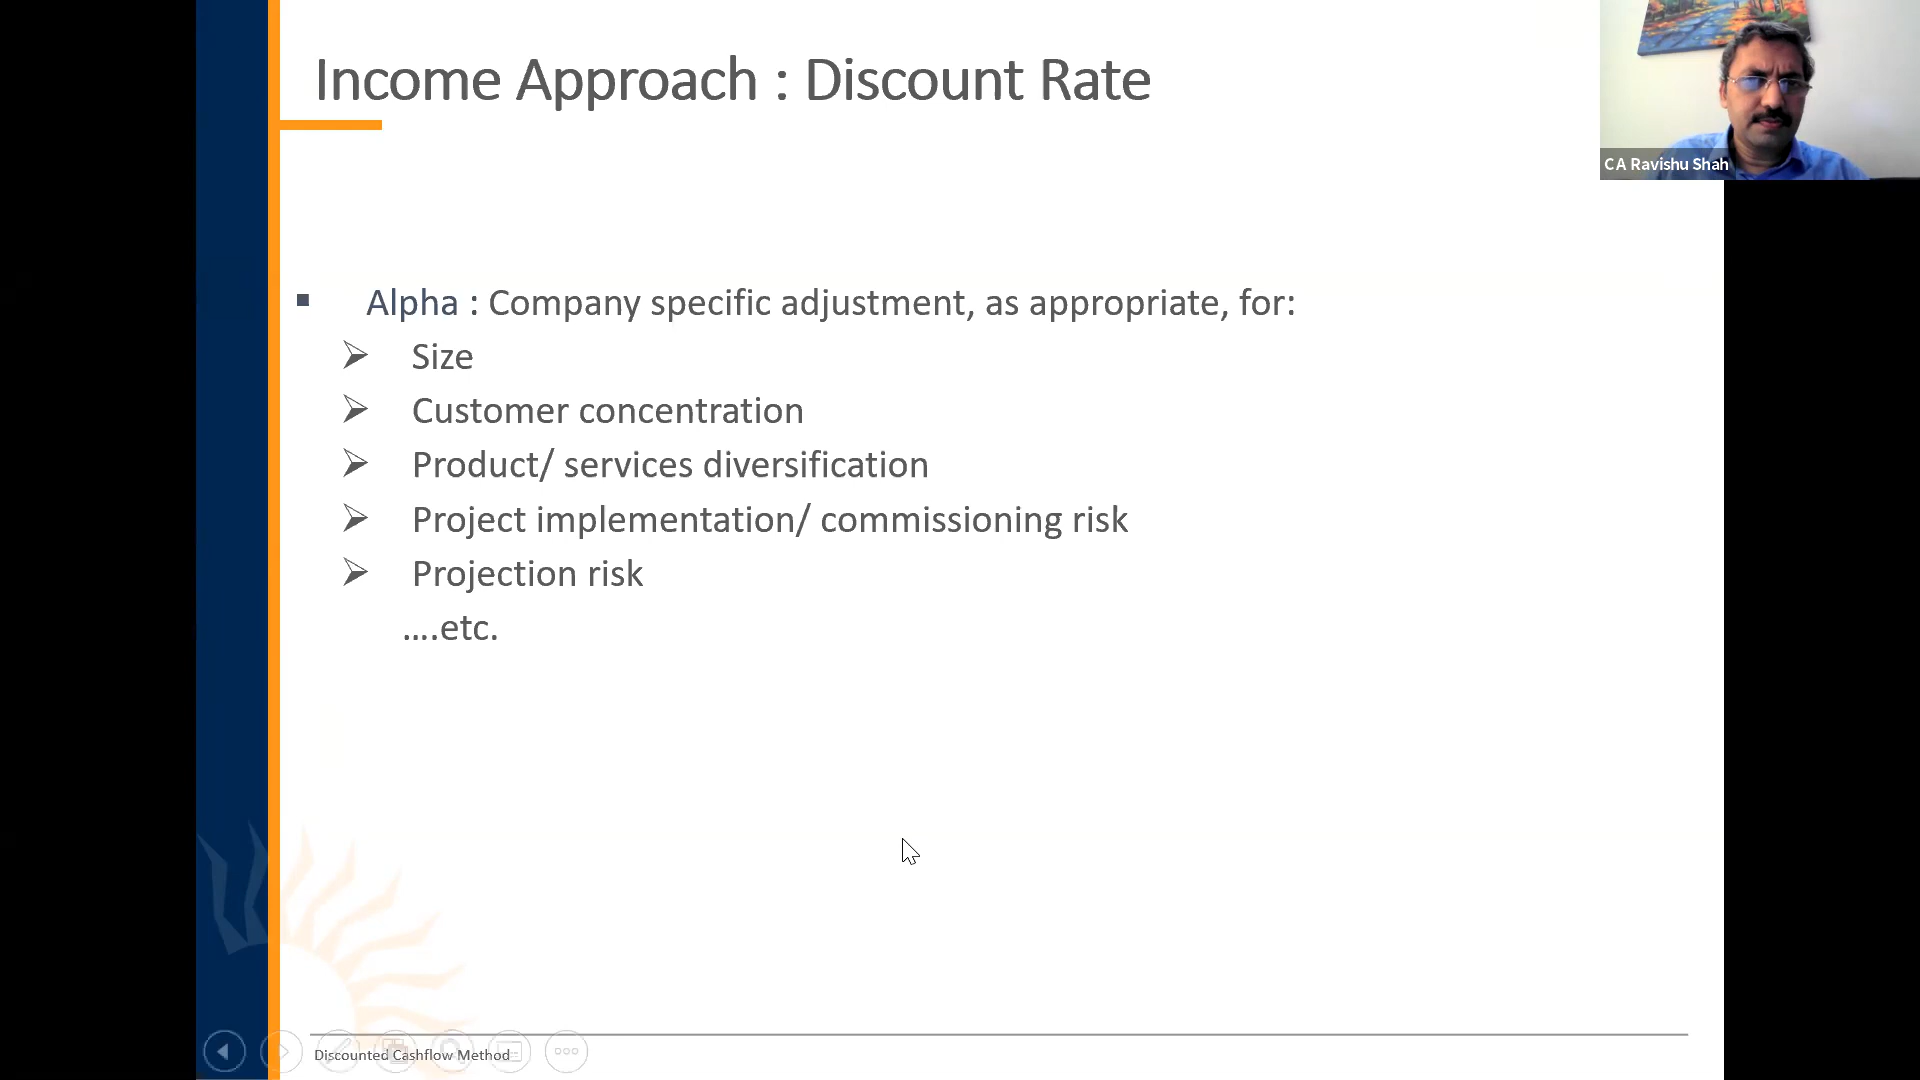 Income Approach : Discount Rate
CA Ravishu Shah
Alpha : Company specific adjustment, as appropriate, for:
Size
Customer concentration
Product/ services diversification
Project implementation/ commissioning risk
Projection risk
....etc.
Discounted Cashflow Method